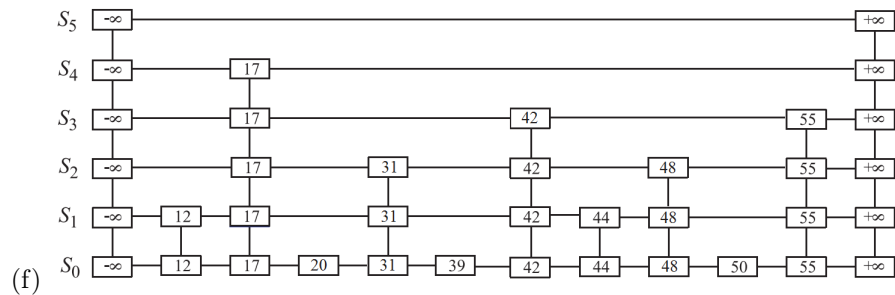 S5 -∞ +∞
S4 -∞ 17 +∞
S3 -∞ 17 42 55 +∞
S2 -∞ 17 31 42 48 55 +∞
S1 -∞ 12 17 31 42 44 48 55 +∞
(f) S0 -∞ 12 17 20 31 39 42 44 48 50 55 +∞